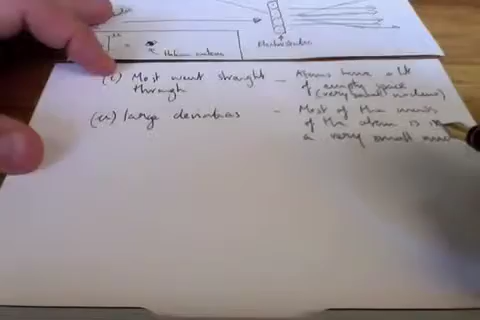 Helium nucleus
(i) Most went straight through — Atoms have a lot of empty space (very small nucleus)
(ii) large deviations — Most of the mass of the atom is in a very small